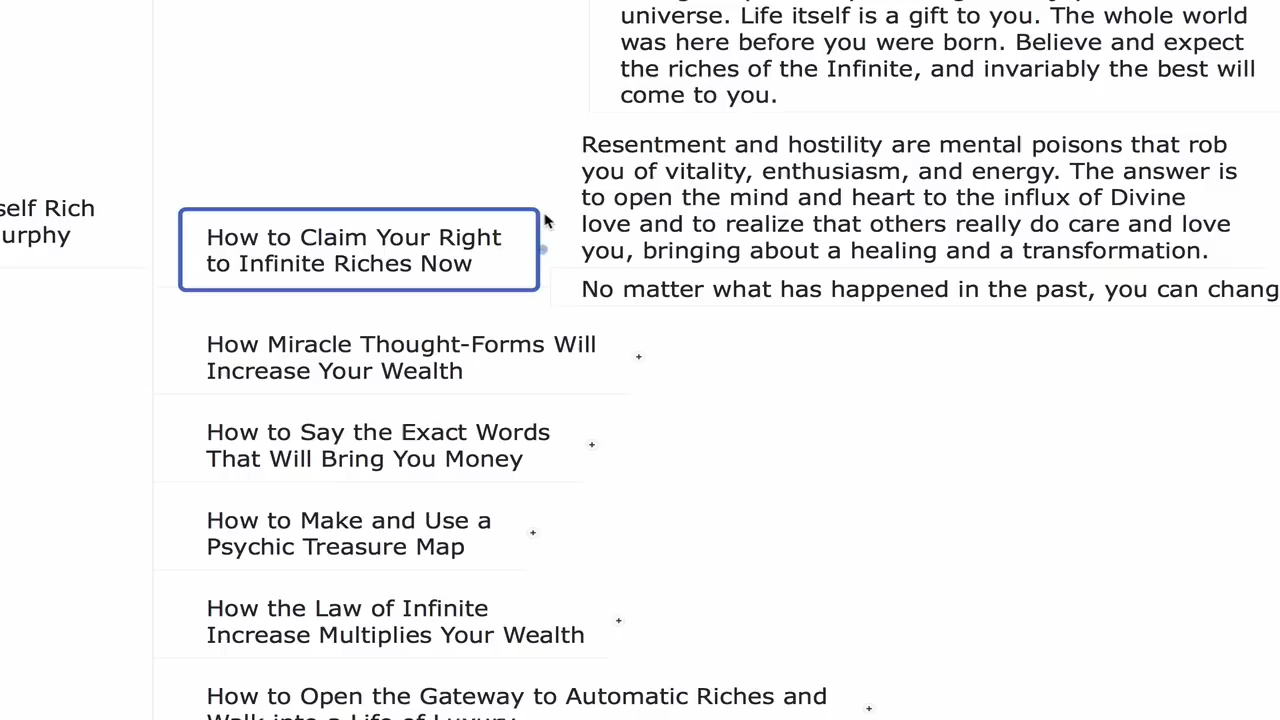 universe. Life itself is a gift to you. The whole world
was here before you were born. Believe and expect
the riches of the Infinite, and invariably the best will
come to you.
Resentment and hostility are mental poisons that rob
you of vitality, enthusiasm, and energy. The answer is
to open the mind and heart to the influx of Divine
love and to realize that others really do care and love
you, bringing about a healing and a transformation.
No matter what has happened in the past, you can chang
self Rich
urphy
How to Claim Your Right
to Infinite Riches Now
How Miracle Thought-Forms Will
Increase Your Wealth
How to Say the Exact Words
That Will Bring You Money
How to Make and Use a
Psychic Treasure Map
How the Law of Infinite
Increase Multiplies Your Wealth
How to Open the Gateway to Automatic Riches and
Walk into a Life of Luxury